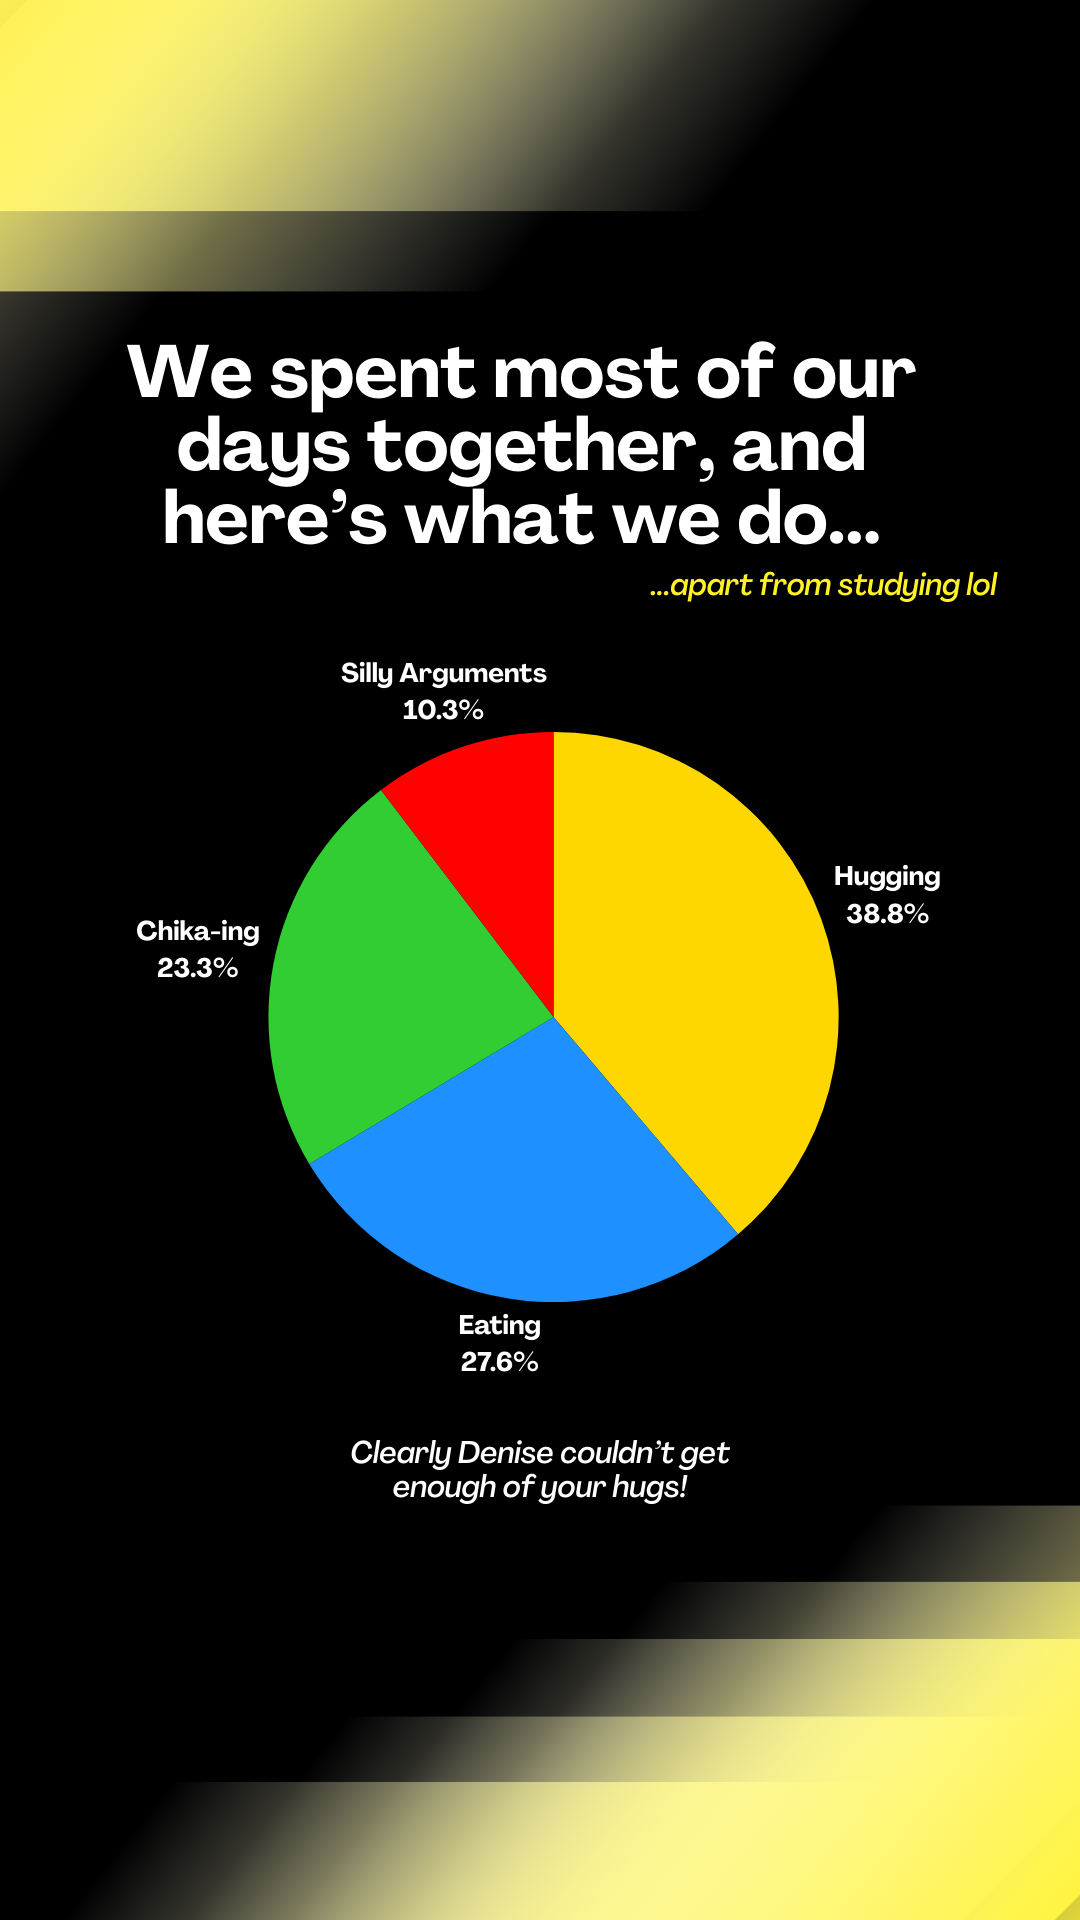 We spent most of our
days together, and
here’s what we do...
...apart from studying lol
Silly Arguments
10.3%
Hugging
38.8%
Chika-ing
23.3%
Eating
27.6%
Clearly Denise couldn’t get
enough of your hugs!